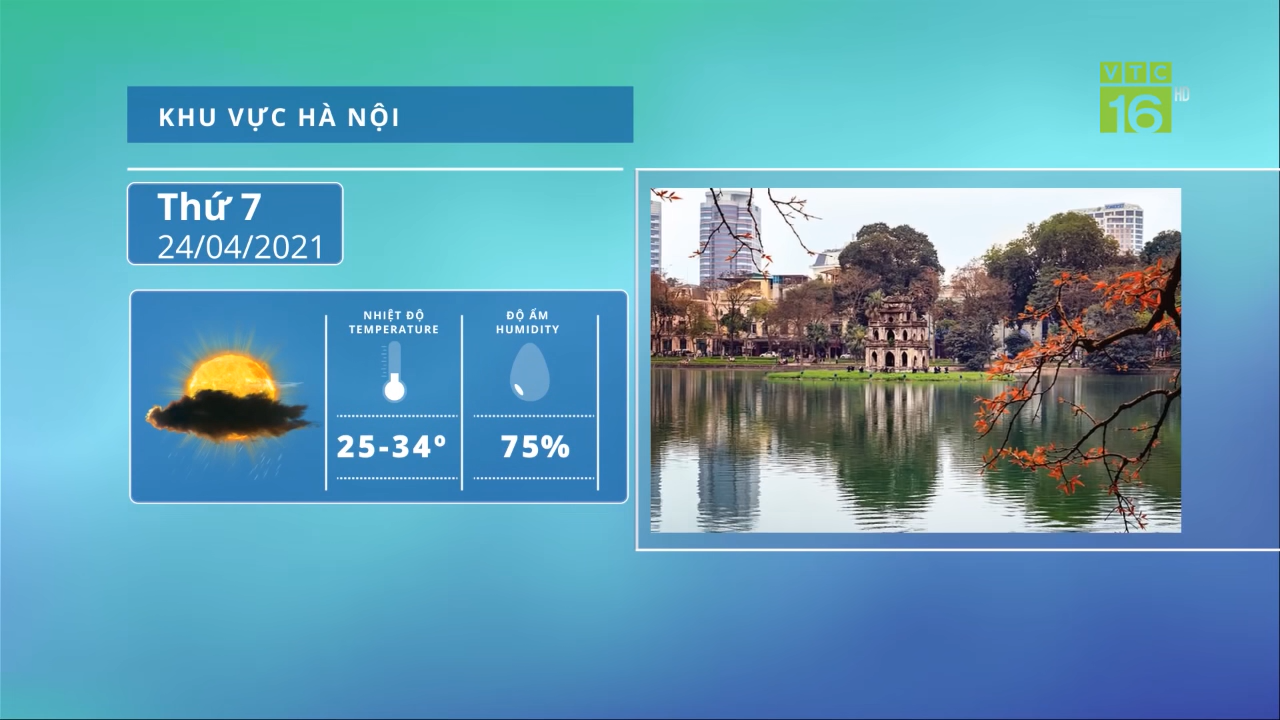 KHU VỰC HÀ NỘI
VTC
16
HD
Thứ 7
24/04/2021
NHIỆT ĐỘ
TEMPERATURE
ĐỘ ẨM
HUMIDITY
25-34º
75%